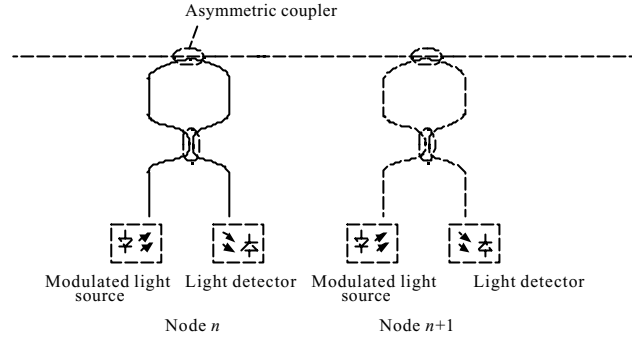 Asymmetric coupler
Modulated light source
Light detector
Modulated light source
Light detector
Node n
Node n+1